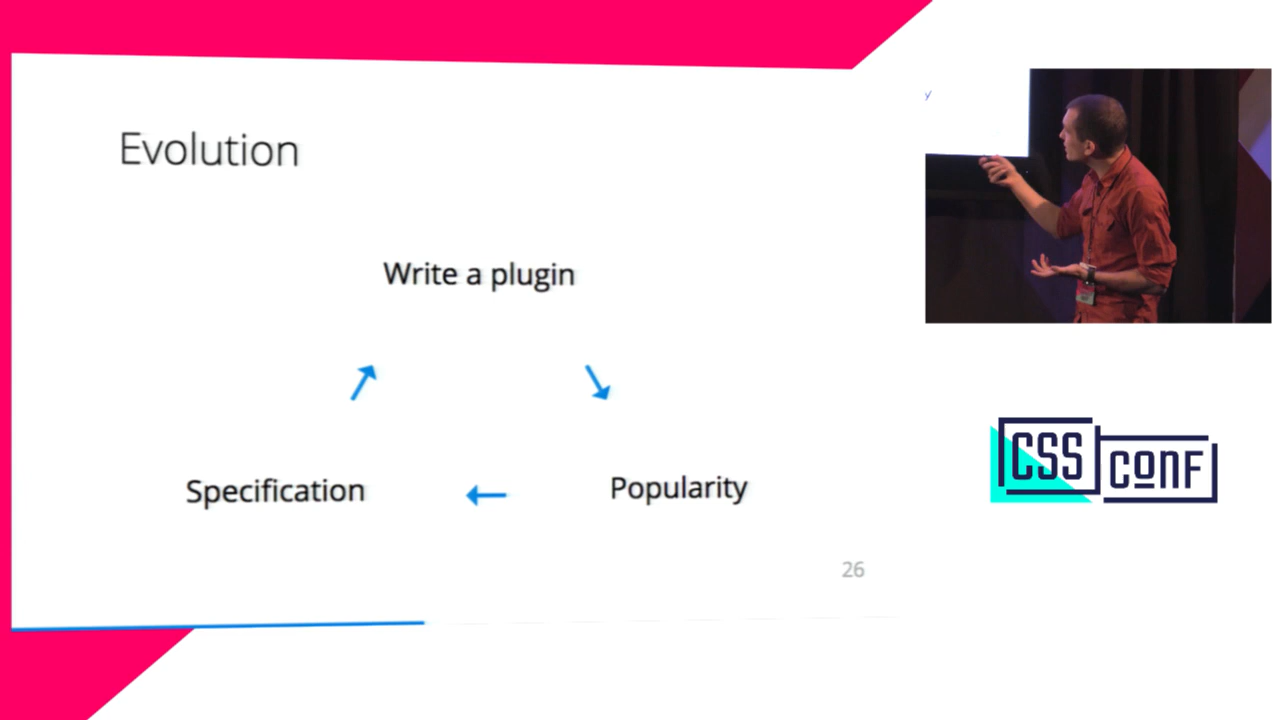 Evolution
Write a plugin
Specification
Popularity
26
y
CSS
CONF